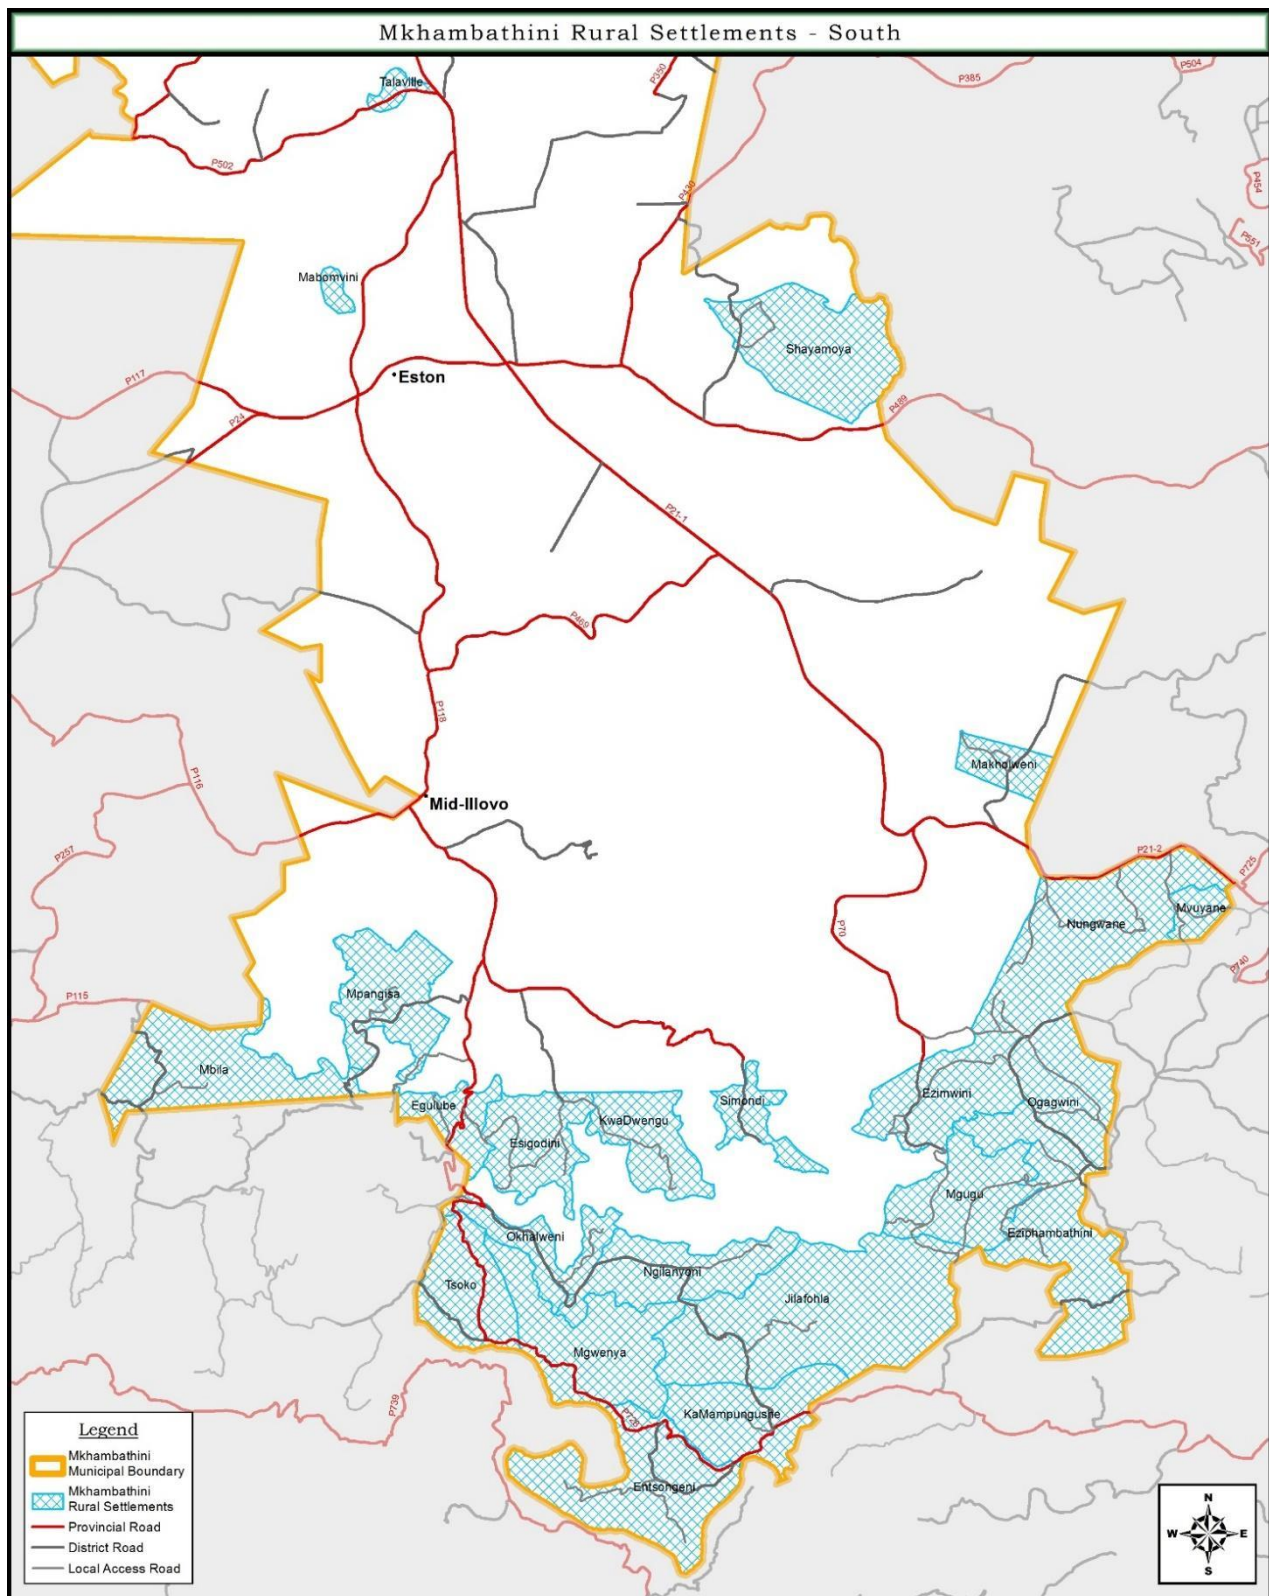 Mkhambathini Rural Settlements - South
P504
P385
P350
Talaville
P502
P454
P430
P551
Mabomvini
Shayamoya
P117
Eston
P489
P24
P21-1
P469
P118
Makholweni
P116
Mid-Illovo
P257
P21-2
P725
Mvuyane
Nungwane
P70
P740
Mpangisa
P115
Mbila
Ezimwini
Simondi
Ogagwini
Egulube
KwaDwengu
Esigodini
Mgugu
Eziphambathini
Okhalweni
Ngilanyoni
Tsoko
Jilafohla
Mgwenya
P739
KaMampungushe
Entsongeni
Legend
Mkhambathini
Municipal Boundary
Mkhambathini
Rural Settlements
Provincial Road
District Road
Local Access Road
N
W E
S